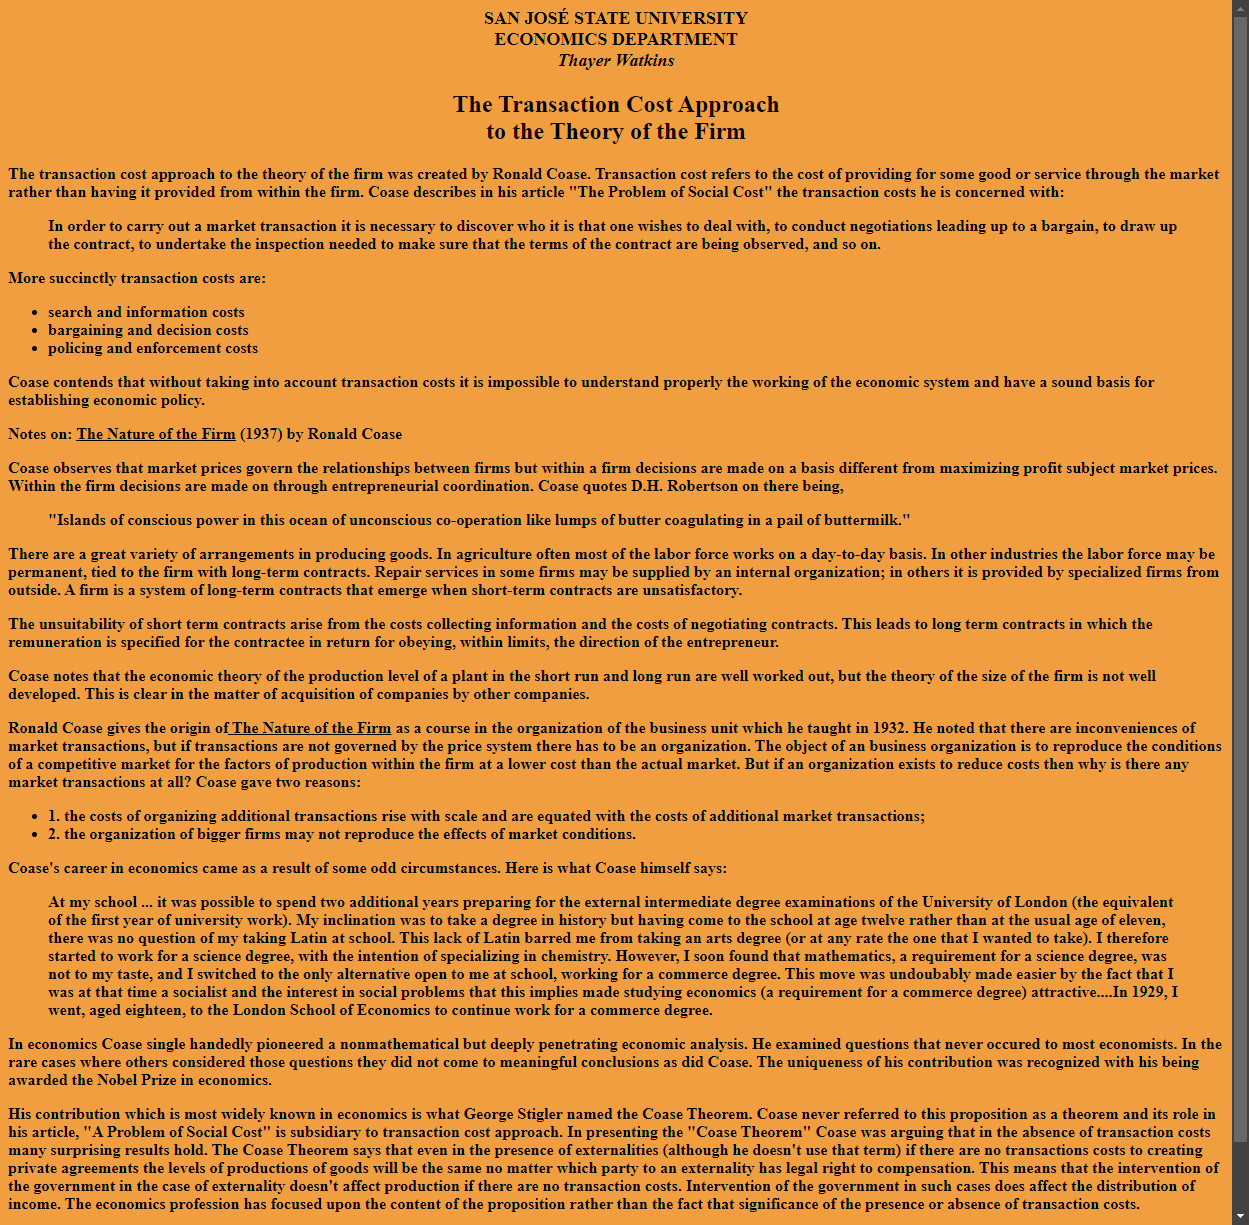 SAN JOSÉ STATE UNIVERSITY
ECONOMICS DEPARTMENT
Thayer Watkins
The Transaction Cost Approach
to the Theory of the Firm
The transaction cost approach to the theory of the firm was created by Ronald Coase. Transaction cost refers to the cost of providing for some good or service through the market
rather than having it provided from within the firm. Coase describes in his article "The Problem of Social Cost" the transaction costs he is concerned with:
In order to carry out a market transaction it is necessary to discover who it is that one wishes to deal with, to conduct negotiations leading up to a bargain, to draw up
the contract, to undertake the inspection needed to make sure that the terms of the contract are being observed, and so on.
More succinctly transaction costs are:
• search and information costs
• bargaining and decision costs
• policing and enforcement costs
Coase contends that without taking into account transaction costs it is impossible to understand properly the working of the economic system and have a sound basis for
establishing economic policy.
Notes on: The Nature of the Firm (1937) by Ronald Coase
Coase observes that market prices govern the relationships between firms but within a firm decisions are made on a basis different from maximizing profit subject market prices.
Within the firm decisions are made on through entrepreneurial coordination. Coase quotes D.H. Robertson on there being,
"Islands of conscious power in this ocean of unconscious co-operation like lumps of butter coagulating in a pail of buttermilk."
There are a great variety of arrangements in producing goods. In agriculture often most of the labor force works on a day-to-day basis. In other industries the labor force may be
permanent, tied to the firm with long-term contracts. Repair services in some firms may be supplied by an internal organization; in others it is provided by specialized firms from
outside. A firm is a system of long-term contracts that emerge when short-term contracts are unsatisfactory.
The unsuitability of short term contracts arise from the costs collecting information and the costs of negotiating contracts. This leads to long term contracts in which the
remuneration is specified for the contractee in return for obeying, within limits, the direction of the entrepreneur.
Coase notes that the economic theory of the production level of a plant in the short run and long run are well worked out, but the theory of the size of the firm is not well
developed. This is clear in the matter of acquisition of companies by other companies.
Ronald Coase gives the origin of The Nature of the Firm as a course in the organization of the business unit which he taught in 1932. He noted that there are inconveniences of
market transactions, but if transactions are not governed by the price system there has to be an organization. The object of an business organization is to reproduce the conditions
of a competitive market for the factors of production within the firm at a lower cost than the actual market. But if an organization exists to reduce costs then why is there any
market transactions at all? Coase gave two reasons:
• 1. the costs of organizing additional transactions rise with scale and are equated with the costs of additional market transactions;
• 2. the organization of bigger firms may not reproduce the effects of market conditions.
Coase's career in economics came as a result of some odd circumstances. Here is what Coase himself says:
At my school ... it was possible to spend two additional years preparing for the external intermediate degree examinations of the University of London (the equivalent
of the first year of university work). My inclination was to take a degree in history but having come to the school at age twelve rather than at the usual age of eleven,
there was no question of my taking Latin at school. This lack of Latin barred me from taking an arts degree (or at any rate the one that I wanted to take). I therefore
started to work for a science degree, with the intention of specializing in chemistry. However, I soon found that mathematics, a requirement for a science degree, was
not to my taste, and I switched to the only alternative open to me at school, working for a commerce degree. This move was undoubably made easier by the fact that I
was at that time a socialist and the interest in social problems that this implies made studying economics (a requirement for a commerce degree) attractive....In 1929, I
went, aged eighteen, to the London School of Economics to continue work for a commerce degree.
In economics Coase single handedly pioneered a nonmathematical but deeply penetrating economic analysis. He examined questions that never occured to most economists. In the
rare cases where others considered those questions they did not come to meaningful conclusions as did Coase. The uniqueness of his contribution was recognized with his being
awarded the Nobel Prize in economics.
His contribution which is most widely known in economics is what George Stigler named the Coase Theorem. Coase never referred to this proposition as a theorem and its role in
his article, "A Problem of Social Cost" is subsidiary to transaction cost approach. In presenting the "Coase Theorem" Coase was arguing that in the absence of transaction costs
many surprising results hold. The Coase Theorem says that even in the presence of externalities (although he doesn't use that term) if there are no transactions costs to creating
private agreements the levels of productions of goods will be the same no matter which party to an externality has legal right to compensation. This means that the intervention of
the government in the case of externality doesn't affect production if there are no transaction costs. Intervention of the government in such cases does affect the distribution of
income. The economics profession has focused upon the content of the proposition rather than the fact that significance of the presence or absence of transaction costs.